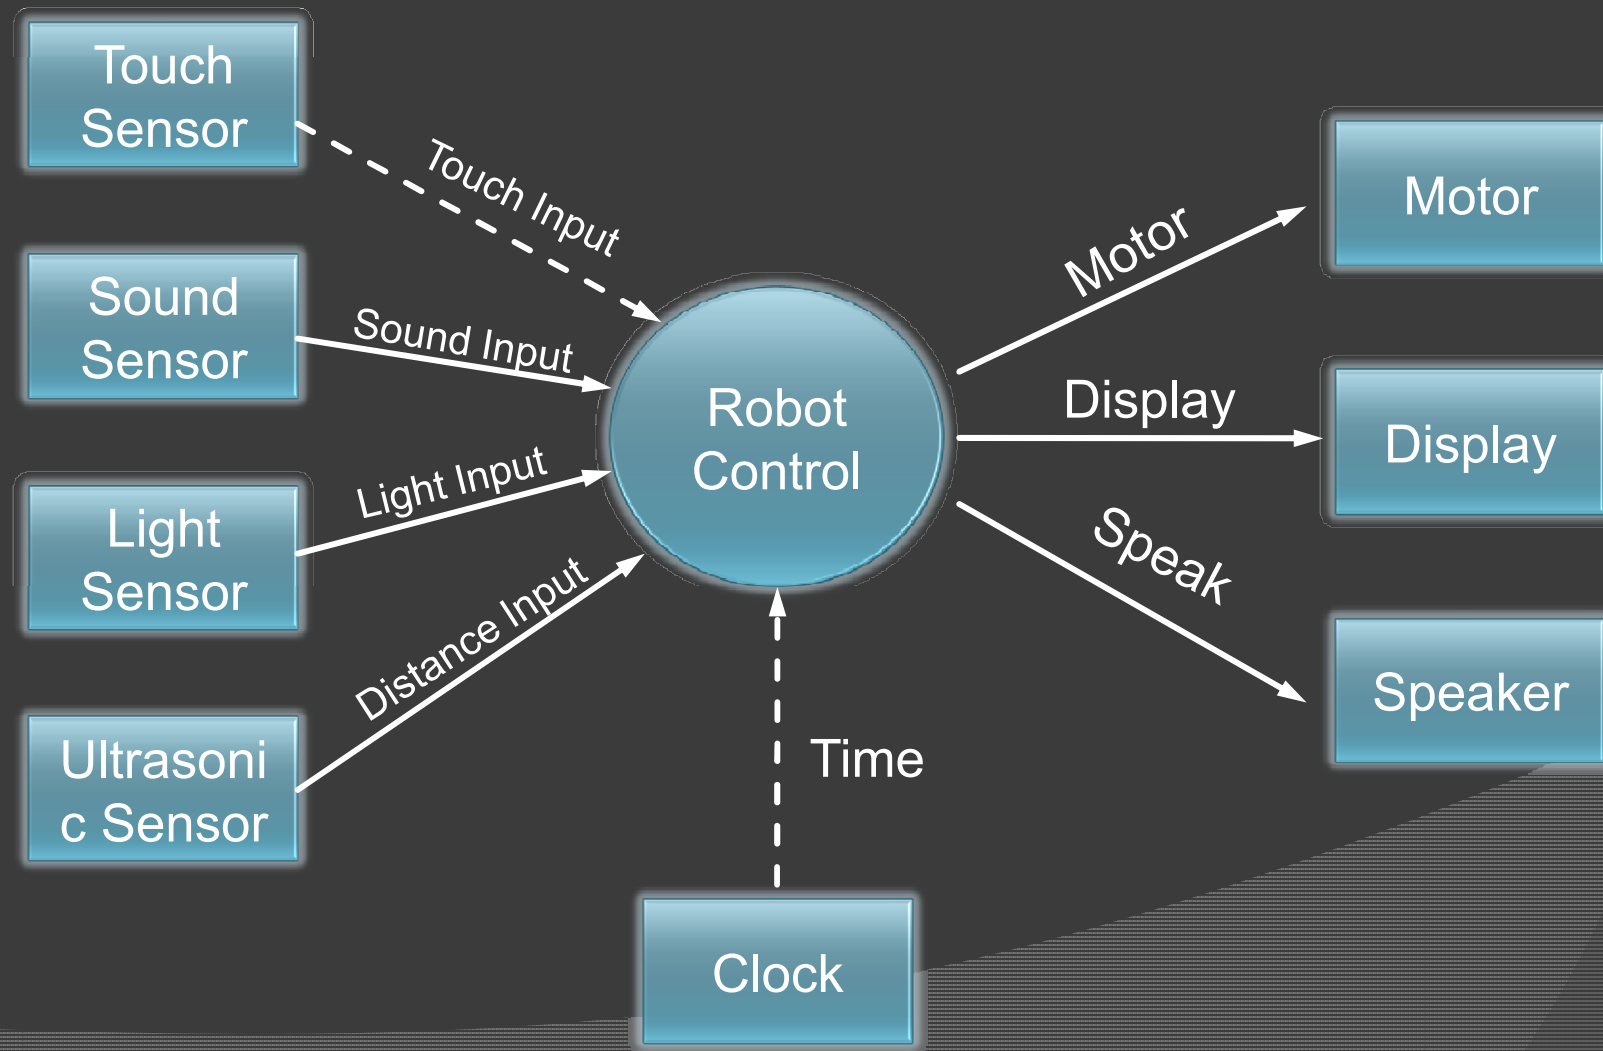 Touch
Sensor
Touch Input
Sound
Sensor
Sound Input
Light
Sensor
Light Input
Ultrasoni
c Sensor
Distance Input
Robot
Control
Time
Clock
Motor
Motor
Display
Display
Speak
Speaker